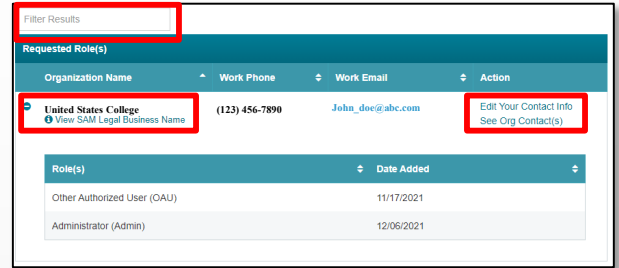 Filter Results
Requested Role(s)
Organization Name Work Phone Work Email Action
United States College (123) 456-7890 John_doe@abc.com Edit Your Contact Info
View SAM Legal Business Name See Org Contact(s)
Role(s) Date Added
Other Authorized User (OAU) 11/17/2021
Administrator (Admin) 12/06/2021